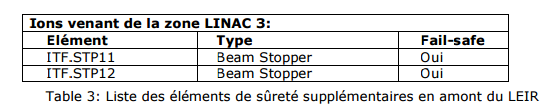 Ions venant de la zone LINAC 3:
Elément Type Fail-safe
ITF.STP11 Beam Stopper Oui
ITF.STP12 Beam Stopper Oui
Table 3: Liste des éléments de sûreté supplémentaires en amont du LEIR